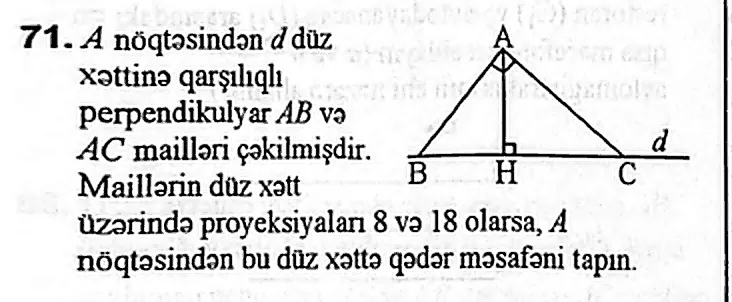 71. A nöqtəsindən d düz
xəttinə qarşılıqlı
perpendikulyar AB və
AC mailləri çəkilmişdir.
Maillərin düz xətt
üzərində proyeksiyaları 8 və 18 olarsa, A
nöqtəsindən bu düz xəttə qədər məsafəni tapın.
A
d
B H C